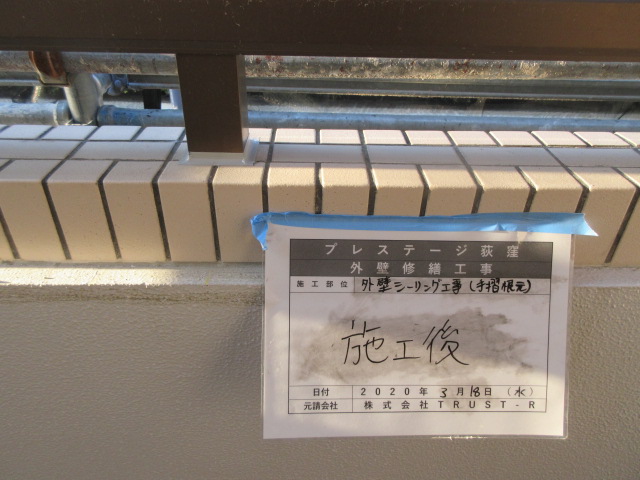 プレステージ荻窪
外壁修繕工事
施工部位 外壁シーリング工事(手摺根元)
施工後
日付 2020年3月18日(水)
元請会社 株式会社TRUST-R